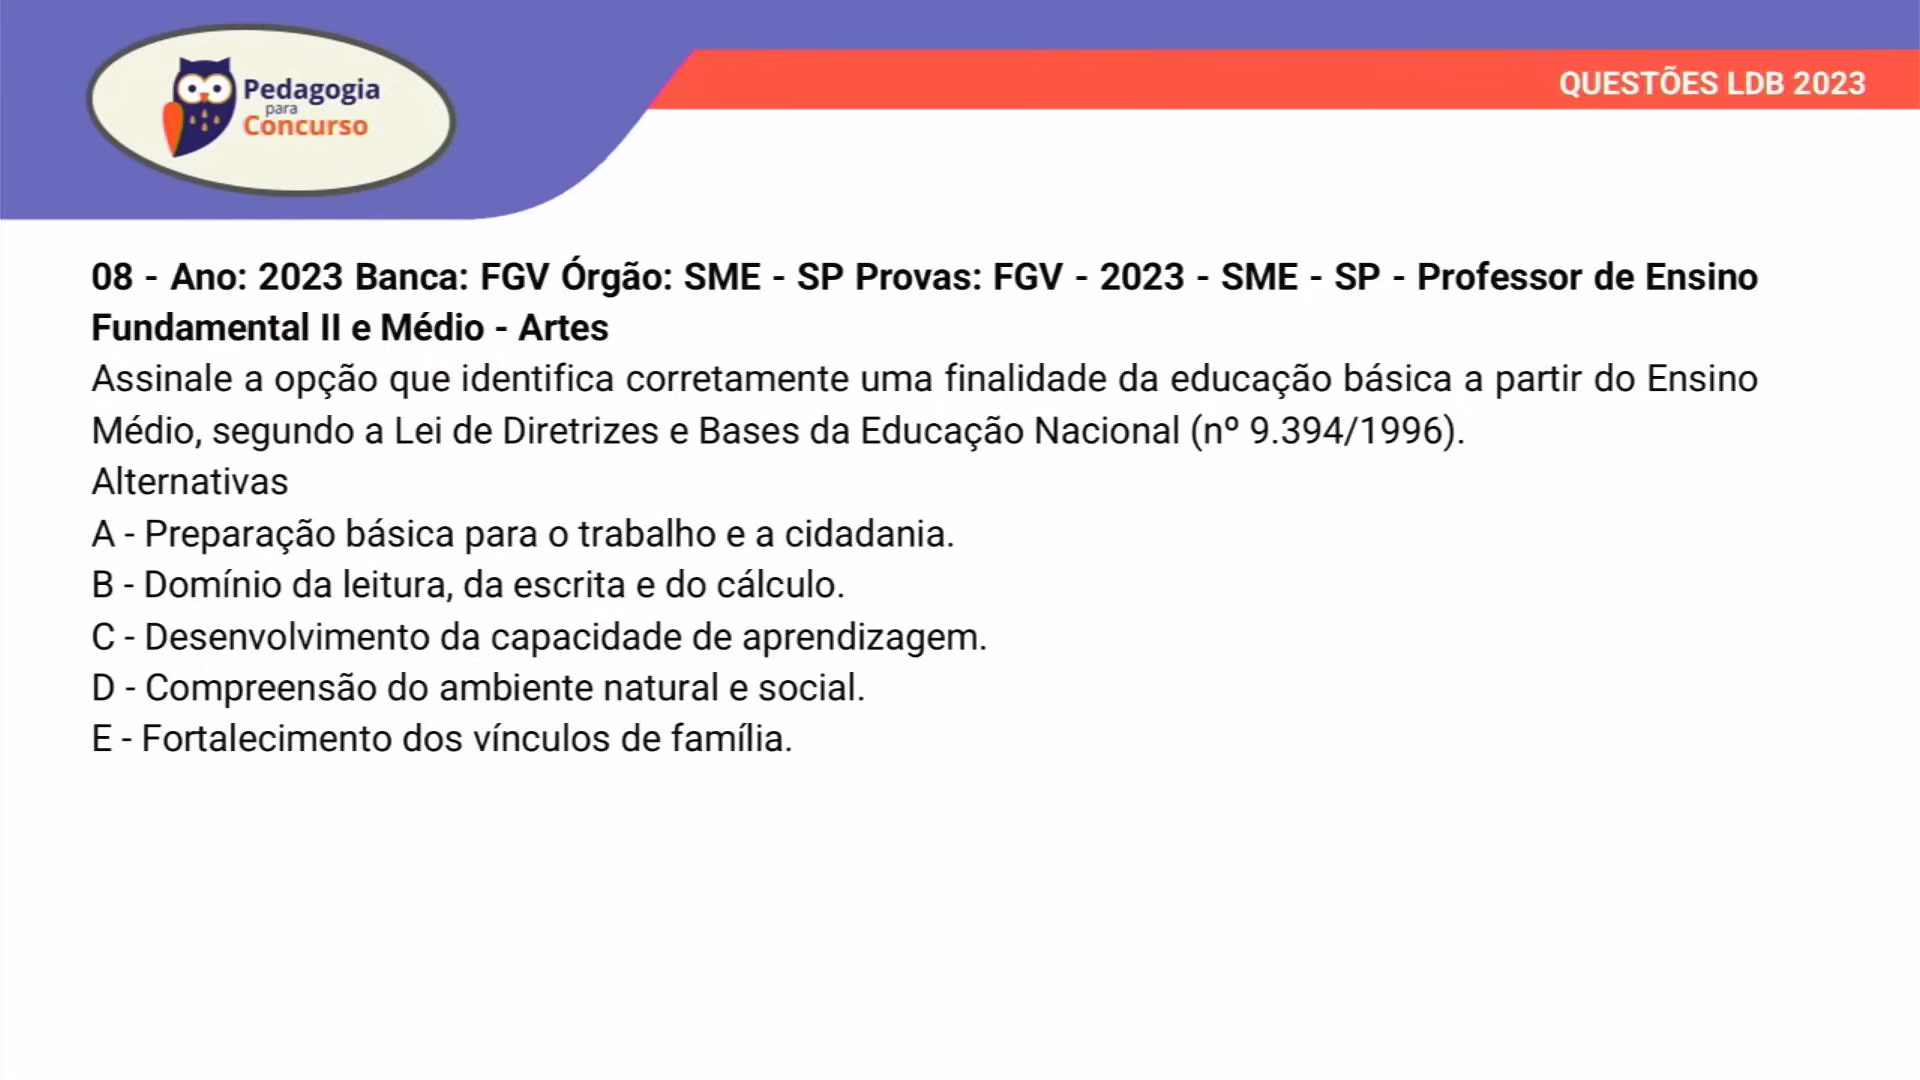 Pedagogia
para
Concurso
QUESTÕES LDB 2023
08 - Ano: 2023 Banca: FGV Órgão: SME - SP Provas: FGV - 2023 - SME - SP - Professor de Ensino
Fundamental II e Médio - Artes
Assinale a opção que identifica corretamente uma finalidade da educação básica a partir do Ensino
Médio, segundo a Lei de Diretrizes e Bases da Educação Nacional (nº 9.394/1996).
Alternativas
A - Preparação básica para o trabalho e a cidadania.
B - Domínio da leitura, da escrita e do cálculo.
C - Desenvolvimento da capacidade de aprendizagem.
D - Compreensão do ambiente natural e social.
E - Fortalecimento dos vínculos de família.